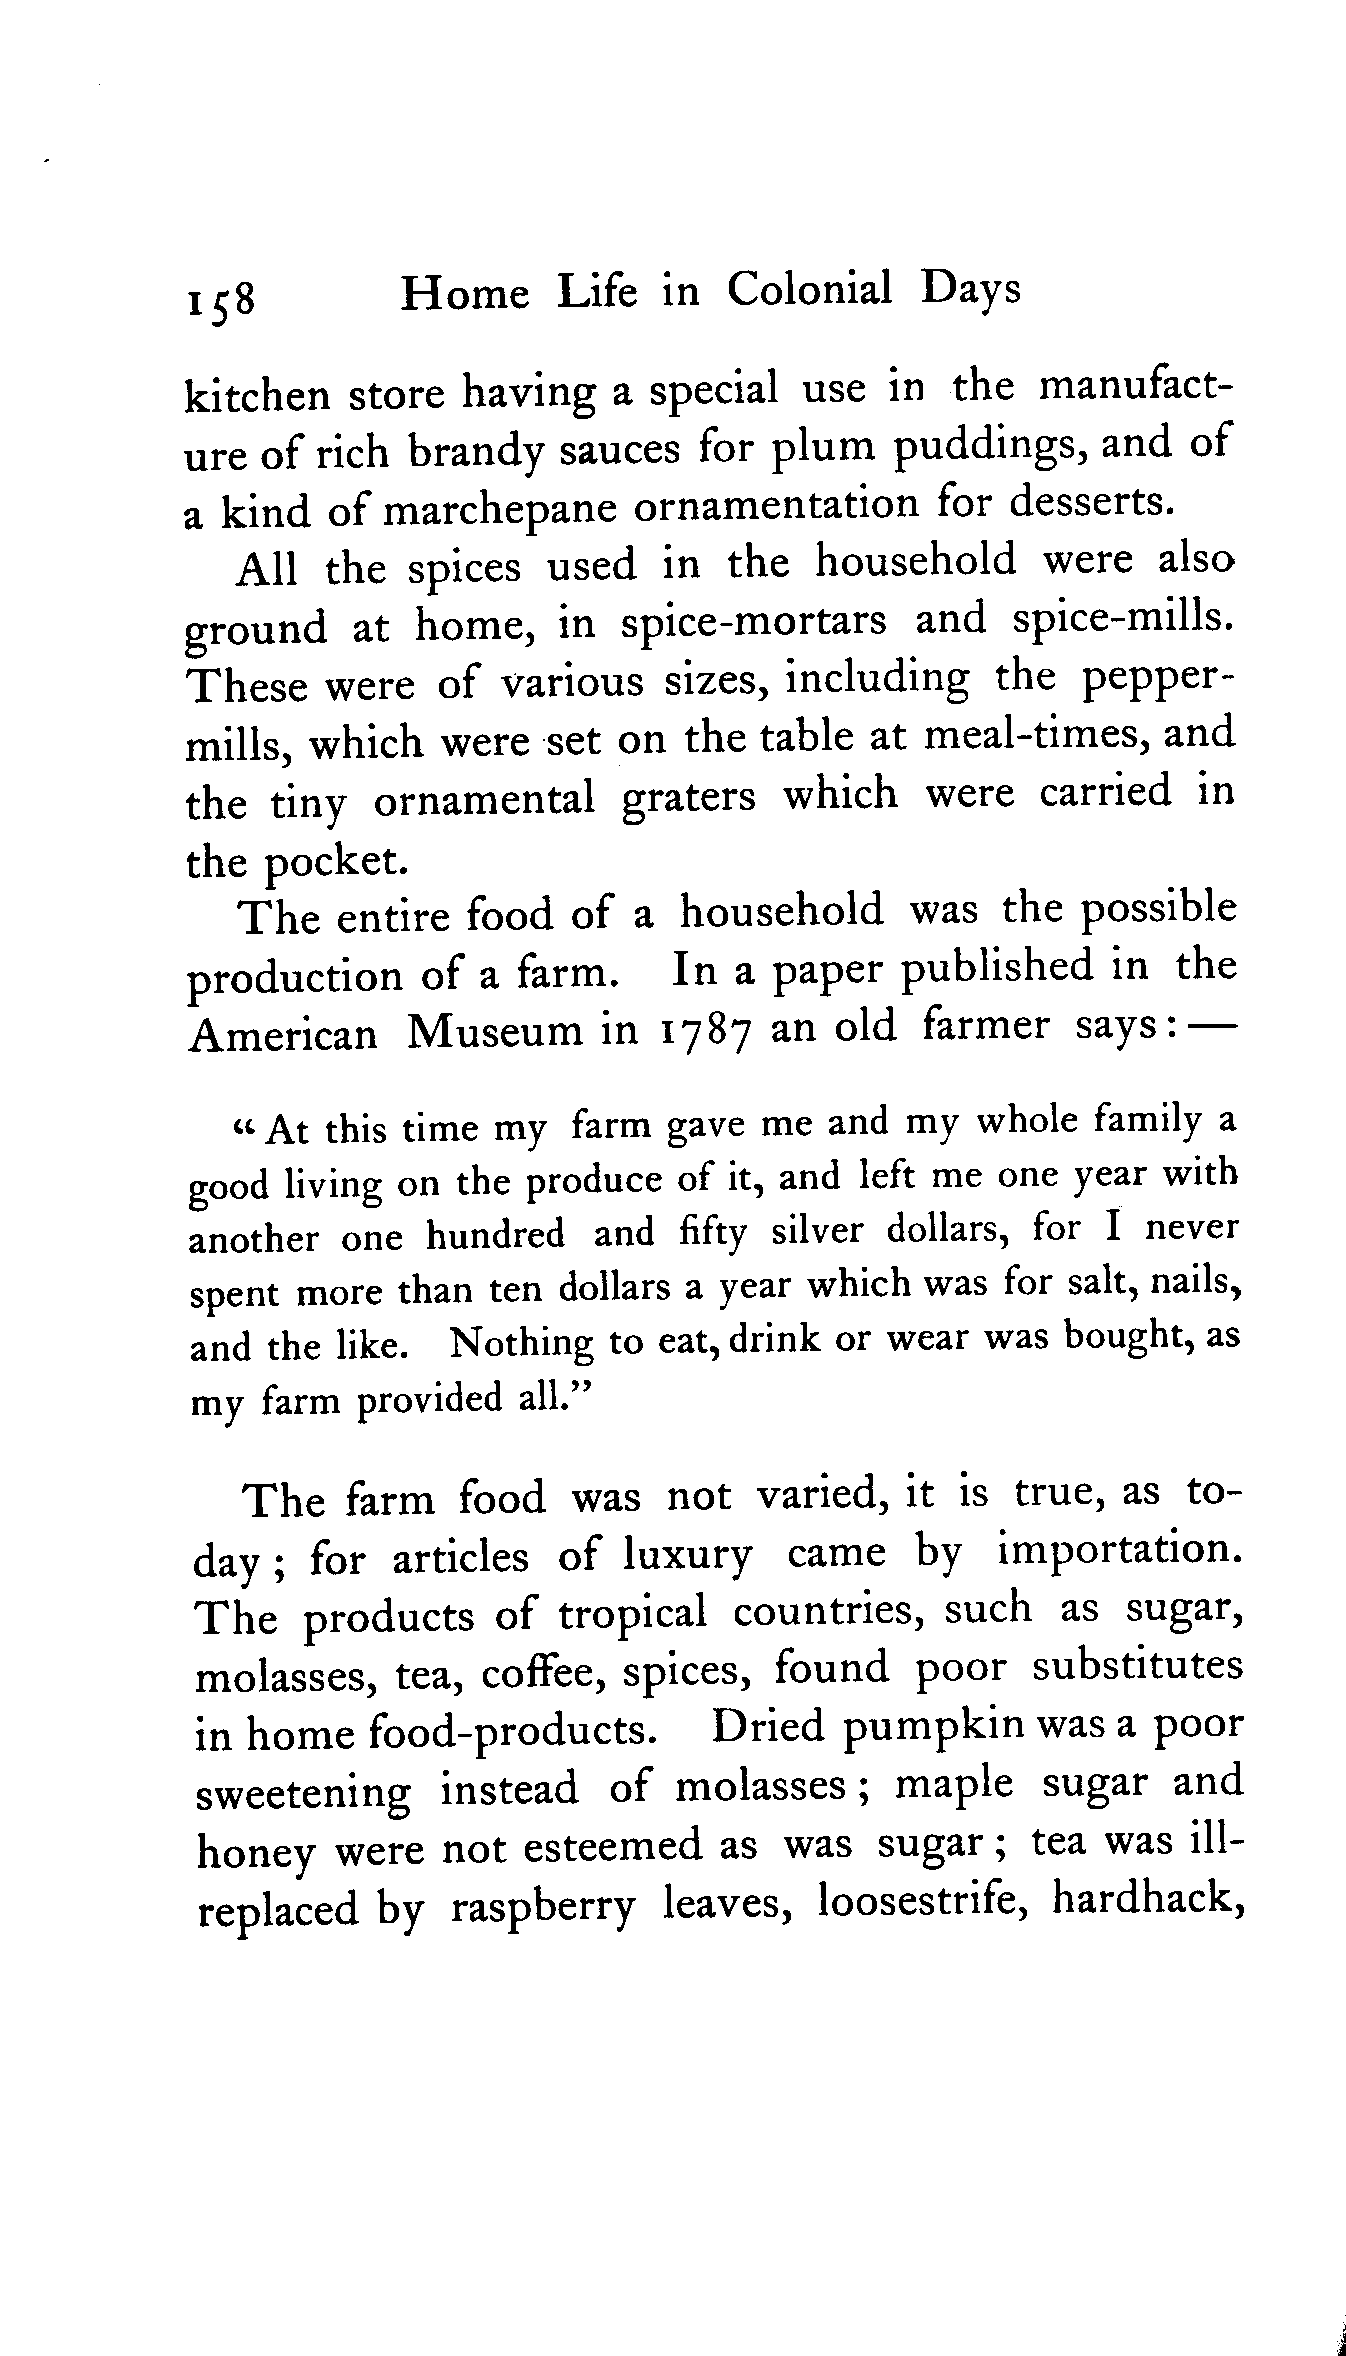 158 Home Life in Colonial Days
kitchen store having a special use in the manufact-
ure of rich brandy sauces for plum puddings, and of
a kind of marchepane ornamentation for desserts.
All the spices used in the household were also
ground at home, in spice-mortars and spice-mills.
These were of various sizes, including the pepper-
mills, which were set on the table at meal-times, and
the tiny ornamental graters which were carried in
the pocket.
The entire food of a household was the possible
production of a farm. In a paper published in the
American Museum in 1787 an old farmer says: —
“At this time my farm gave me and my whole family a
good living on the produce of it, and left me one year with
another one hundred and fifty silver dollars, for I never
spent more than ten dollars a year which was for salt, nails,
and the like. Nothing to eat, drink or wear was bought, as
my farm provided all.”
The farm food was not varied, it is true, as to-
day; for articles of luxury came by importation.
The products of tropical countries, such as sugar,
molasses, tea, coffee, spices, found poor substitutes
in home food-products. Dried pumpkin was a poor
sweetening instead of molasses; maple sugar and
honey were not esteemed as was sugar; tea was ill-
replaced by raspberry leaves, loosestrife, hardhack,